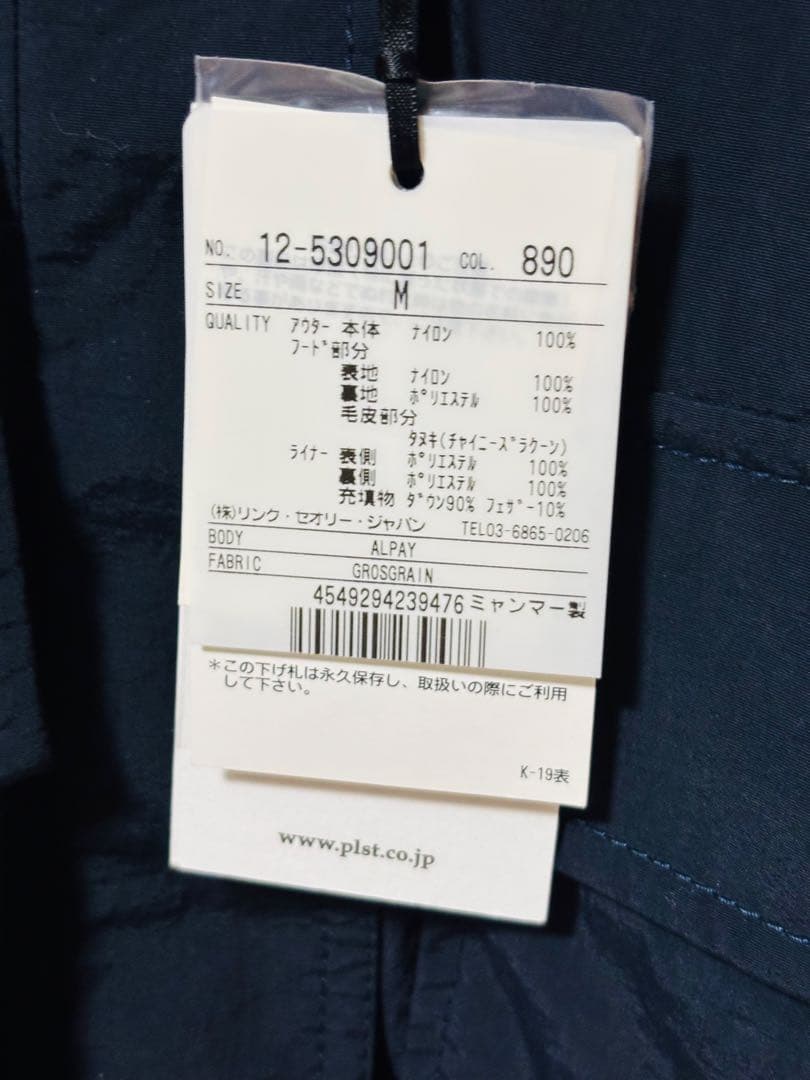 NO. 12-5309001 COL. 890
SIZE M
QUALITY アウター 本体 ナイロン 100%
フード部分
表地 ナイロン 100%
裏地 ポリエステル 100%
毛皮部分
タヌキ(チャイニーズラクーン)
ライナー 表側 ポリエステル 100%
裏側 ポリエステル 100%
充填物 ダウン90% フェザー10%
(株)リンク・セオリー・ジャパン TEL03-6865-0206
BODY ALPAY
FABRIC GROSGRAIN
4549294239476 ミャンマー製
*この下げ札は永久保存し、取扱いの際にご利用
して下さい。
K-19表
www.plst.co.jp